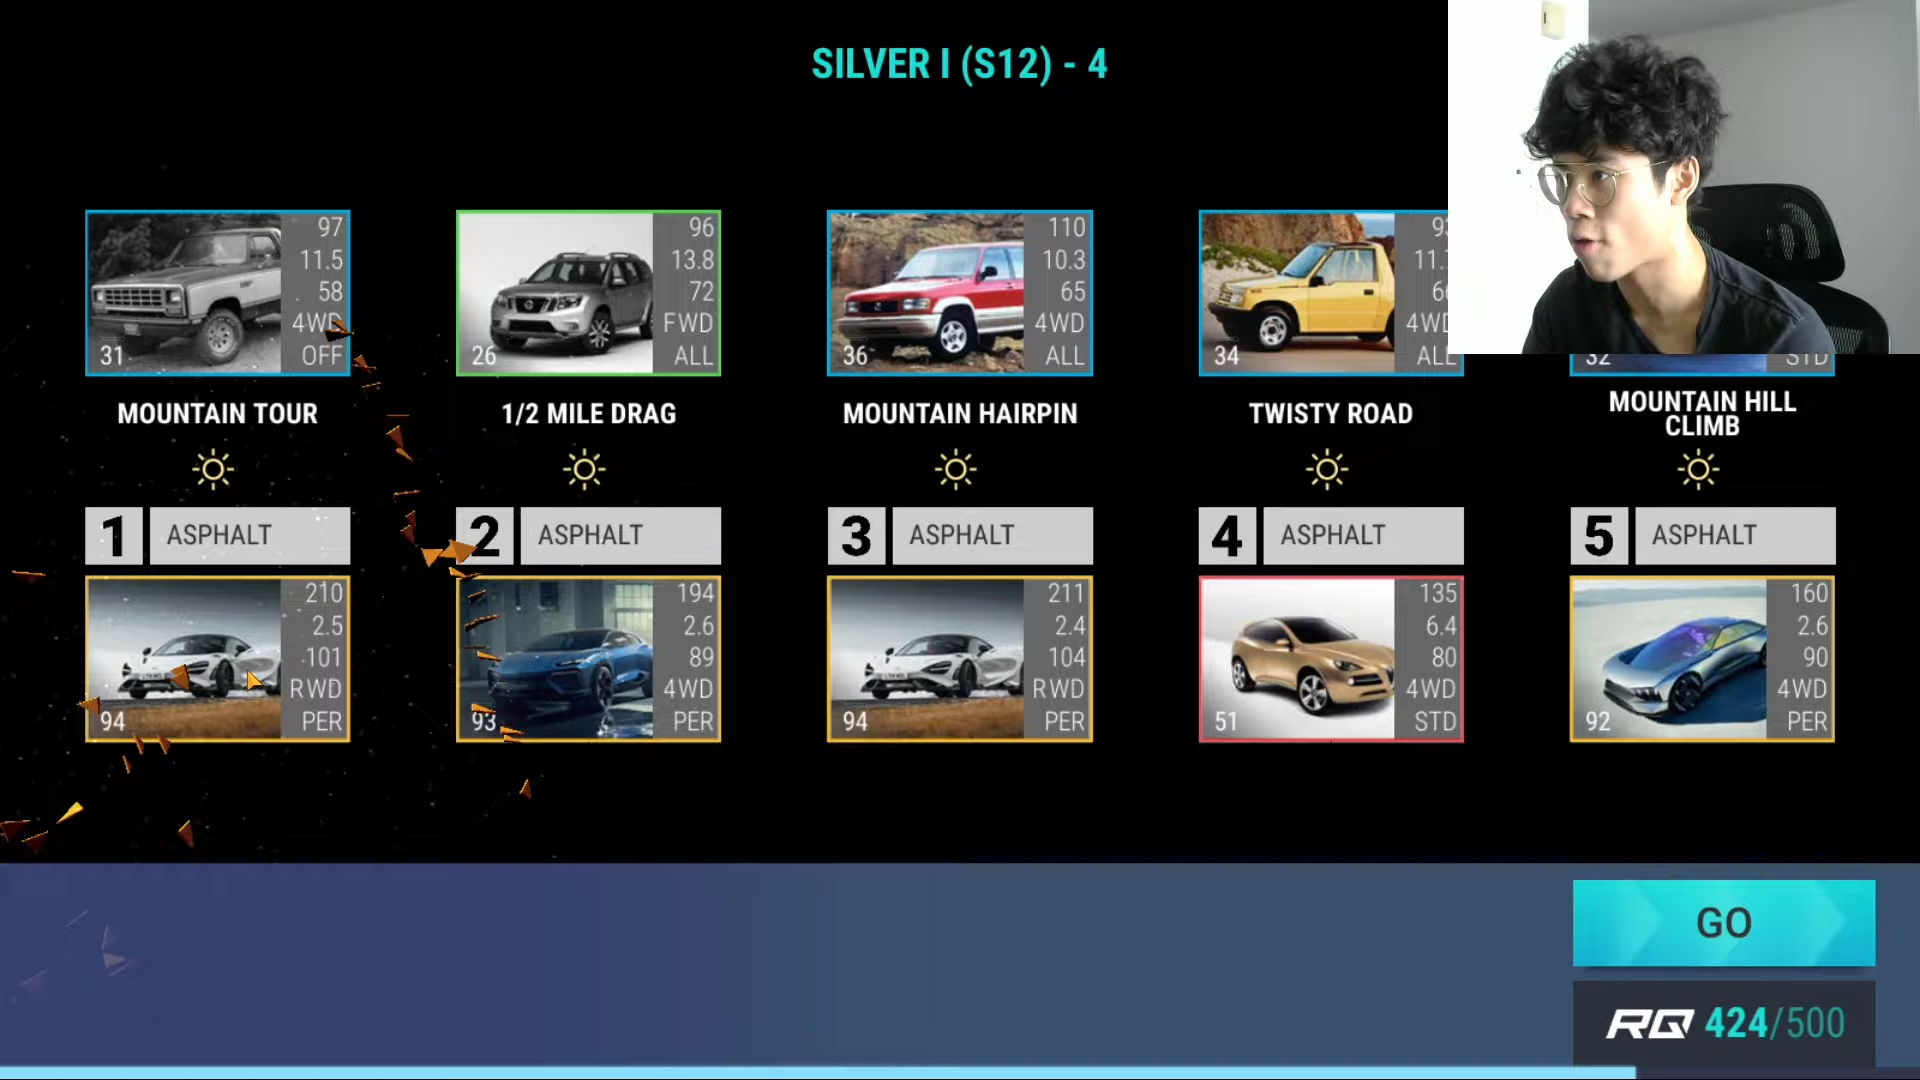 SILVER I (S12) - 4
97
11.5
58
4WD
OFF
31
96
13.8
72
FWD
ALL
26
110
10.3
65
4WD
ALL
36
4WD
ALL
34
STD
32
MOUNTAIN TOUR
1/2 MILE DRAG
MOUNTAIN HAIRPIN
TWISTY ROAD
MOUNTAIN HILL
CLIMB
1 ASPHALT
2 ASPHALT
3 ASPHALT
4 ASPHALT
5 ASPHALT
210
2.5
101
RWD
PER
94
194
2.6
89
4WD
PER
93
211
2.4
104
RWD
PER
94
135
6.4
80
4WD
STD
51
160
2.6
90
4WD
PER
92
GO
RQ 424/500